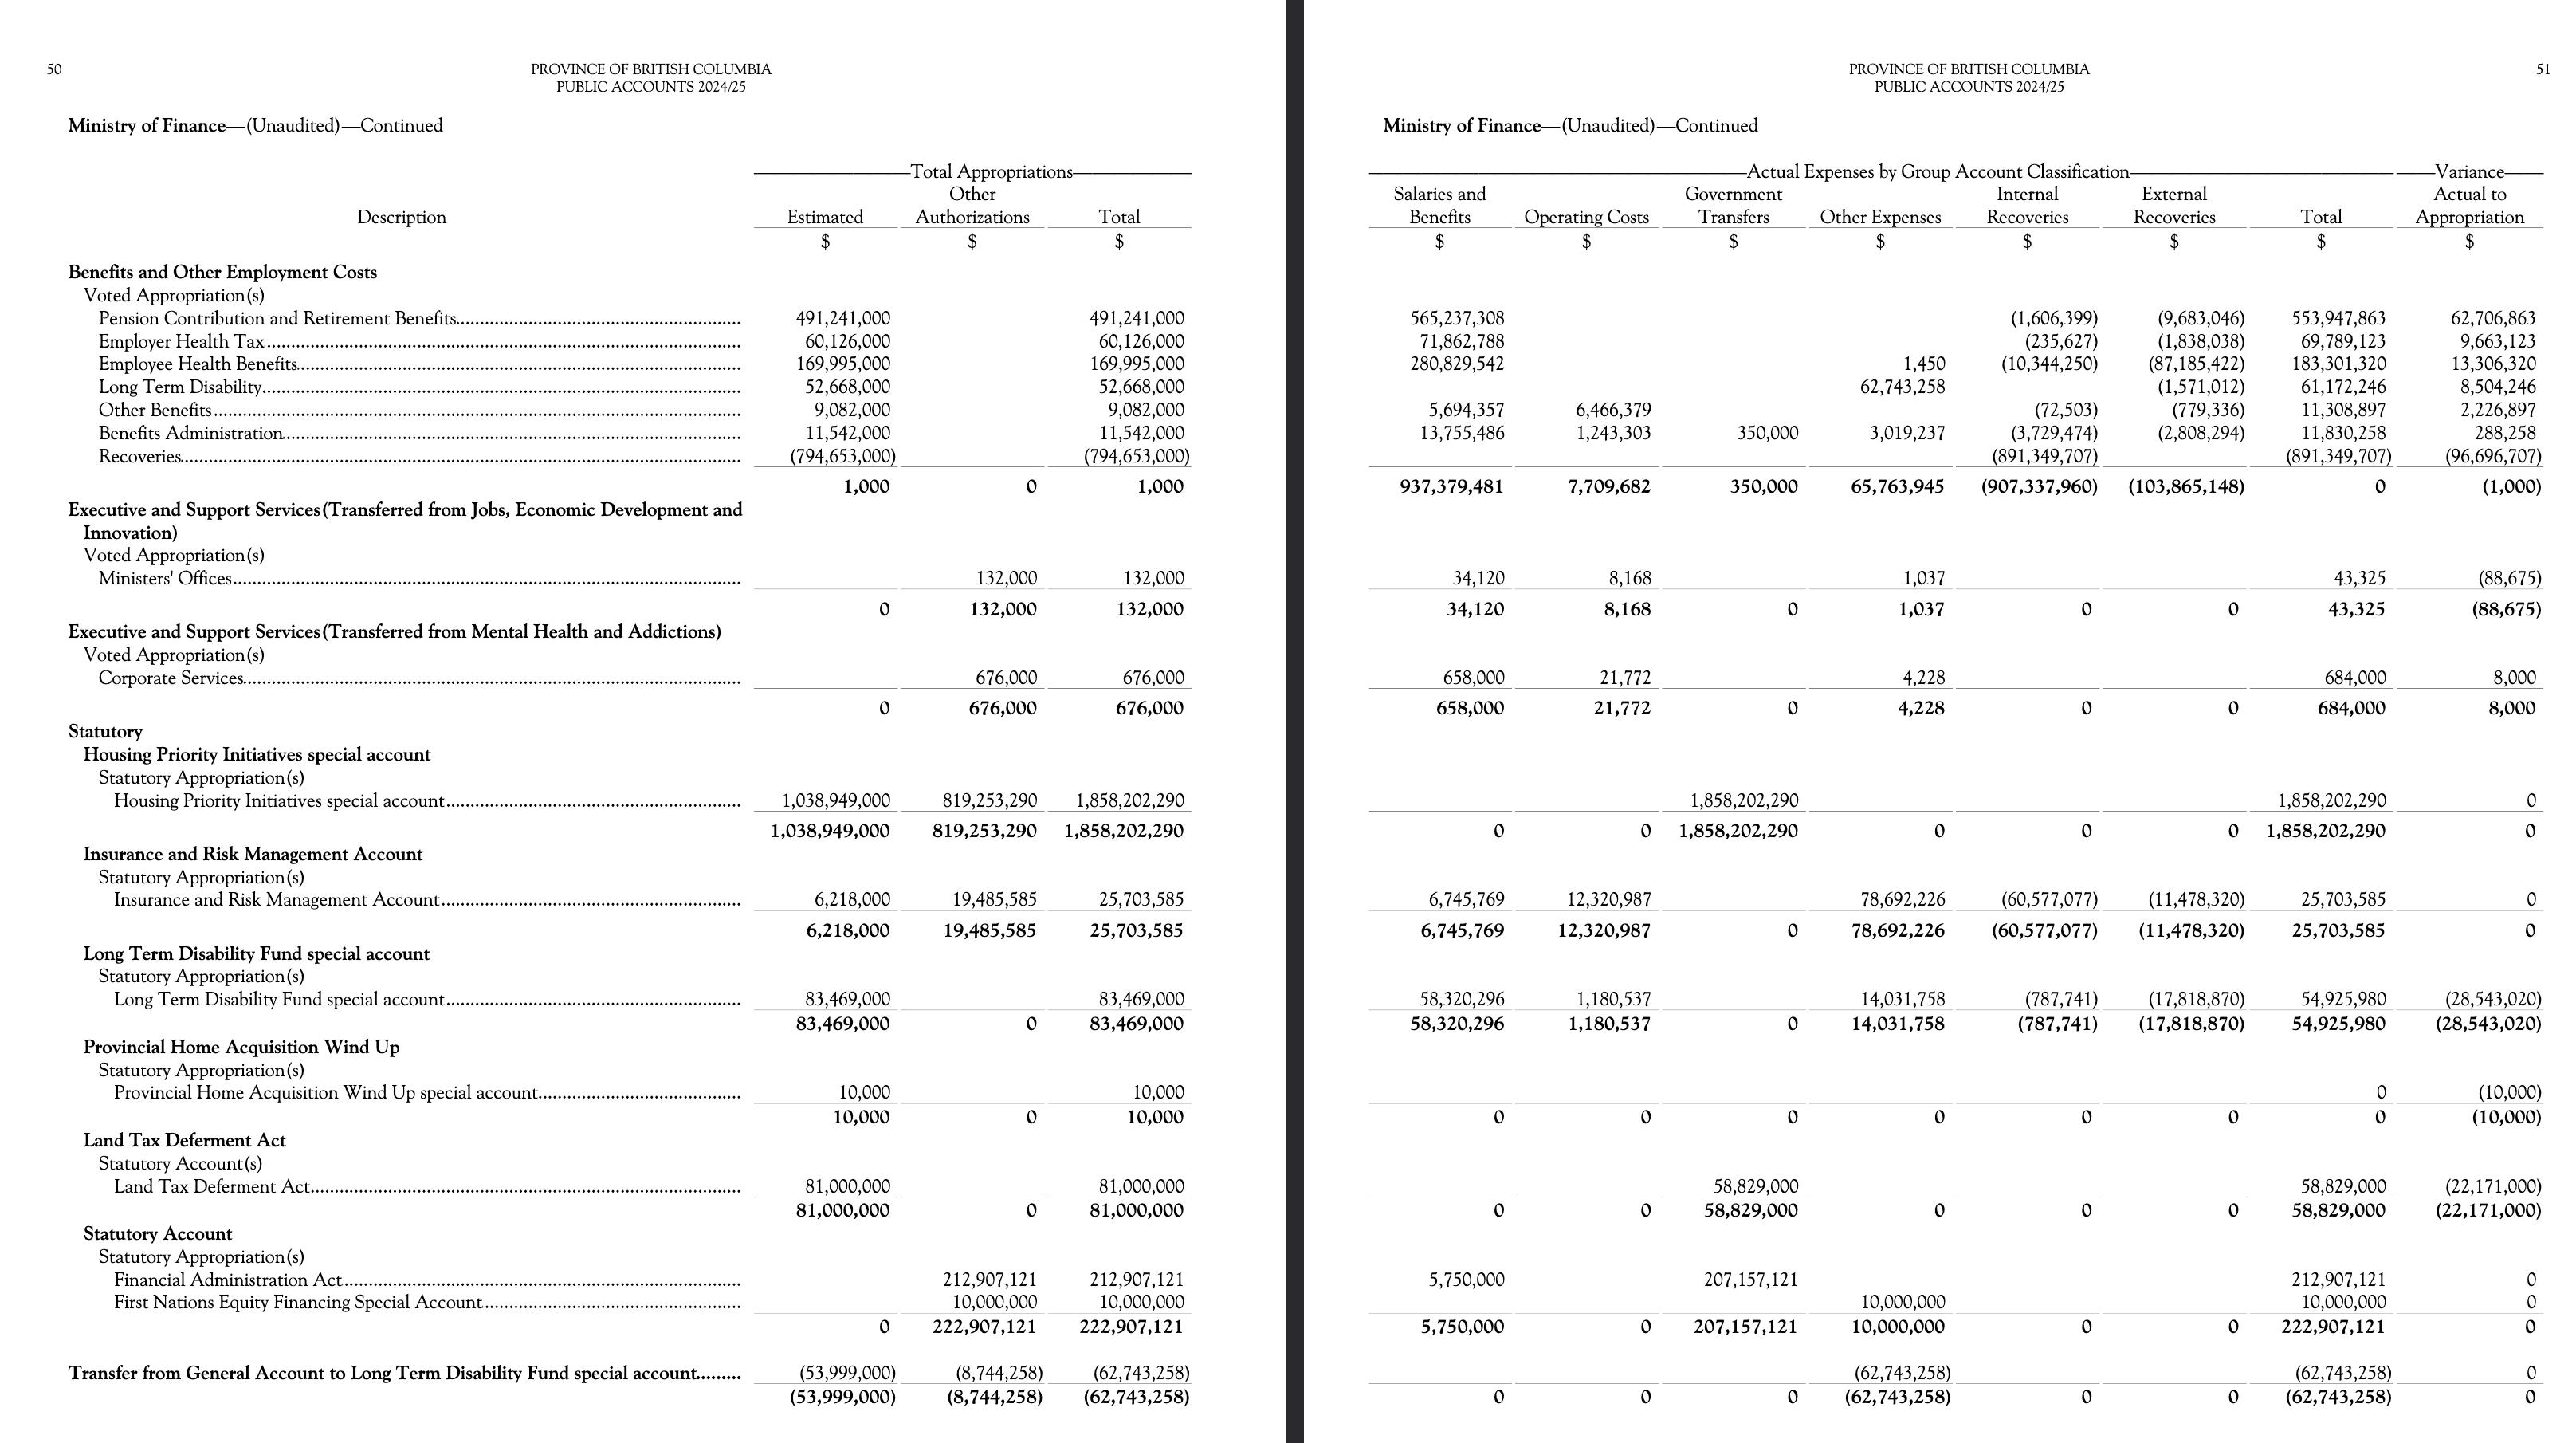 50
PROVINCE OF BRITISH COLUMBIA
PUBLIC ACCOUNTS 2024/25
Ministry of Finance—(Unaudited)—Continued
Total Appropriations
Other
Description Estimated Authorizations Total
$ $ $
Benefits and Other Employment Costs
Voted Appropriation(s)
Pension Contribution and Retirement Benefits 491,241,000 491,241,000
Employer Health Tax 60,126,000 60,126,000
Employee Health Benefits 169,995,000 169,995,000
Long Term Disability 52,668,000 52,668,000
Other Benefits 9,082,000 9,082,000
Benefits Administration 11,542,000 11,542,000
Recoveries (794,653,000) (794,653,000)
1,000 0 1,000
Executive and Support Services(Transferred from Jobs, Economic Development and
Innovation)
Voted Appropriation(s)
Ministers' Offices 132,000 132,000
0 132,000 132,000
Executive and Support Services(Transferred from Mental Health and Addictions)
Voted Appropriation(s)
Corporate Services 676,000 676,000
0 676,000 676,000
Statutory
Housing Priority Initiatives special account
Statutory Appropriation(s)
Housing Priority Initiatives special account 1,038,949,000 819,253,290 1,858,202,290
1,038,949,000 819,253,290 1,858,202,290
Insurance and Risk Management Account
Statutory Appropriation(s)
Insurance and Risk Management Account 6,218,000 19,485,585 25,703,585
6,218,000 19,485,585 25,703,585
Long Term Disability Fund special account
Statutory Appropriation(s)
Long Term Disability Fund special account 83,469,000 83,469,000
83,469,000 0 83,469,000
Provincial Home Acquisition Wind Up
Statutory Appropriation(s)
Provincial Home Acquisition Wind Up special account 10,000 10,000
10,000 0 10,000
Land Tax Deferment Act
Statutory Account(s)
Land Tax Deferment Act 81,000,000 81,000,000
81,000,000 0 81,000,000
Statutory Account
Statutory Appropriation(s)
Financial Administration Act 212,907,121 212,907,121
First Nations Equity Financing Special Account 10,000,000 10,000,000
0 222,907,121 222,907,121
Transfer from General Account to Long Term Disability Fund special account (53,999,000) (8,744,258) (62,743,258)
(53,999,000) (8,744,258) (62,743,258)
PROVINCE OF BRITISH COLUMBIA
51
PUBLIC ACCOUNTS 2024/25
Ministry of Finance—(Unaudited)—Continued
Actual Expenses by Group Account Classification Variance
Salaries and Government Internal External Actual to
Benefits Operating Costs Transfers Other Expenses Recoveries Recoveries Total Appropriation
$ $ $ $ $ $ $ $
565,237,308 (1,606,399) (9,683,046) 553,947,863 62,706,863
71,862,788 (235,627) (1,838,038) 69,789,123 9,663,123
280,829,542 1,450 (10,344,250) (87,185,422) 183,301,320 13,306,320
62,743,258 (1,571,012) 61,172,246 8,504,246
5,694,357 6,466,379 (72,503) (779,336) 11,308,897 2,226,897
13,755,486 1,243,303 350,000 3,019,237 (3,729,474) (2,808,294) 11,830,258 288,258
(891,349,707) (891,349,707) (96,696,707)
937,379,481 7,709,682 350,000 65,763,945 (907,337,960) (103,865,148) 0 (1,000)
34,120 8,168 1,037 43,325 (88,675)
34,120 8,168 0 1,037 0 0 43,325 (88,675)
658,000 21,772 4,228 684,000 8,000
658,000 21,772 0 4,228 0 0 684,000 8,000
1,858,202,290 1,858,202,290 0
0 0 1,858,202,290 0 0 0 1,858,202,290 0
6,745,769 12,320,987 78,692,226 (60,577,077) (11,478,320) 25,703,585 0
6,745,769 12,320,987 0 78,692,226 (60,577,077) (11,478,320) 25,703,585 0
58,320,296 1,180,537 14,031,758 (787,741) (17,818,870) 54,925,980 (28,543,020)
58,320,296 1,180,537 0 14,031,758 (787,741) (17,818,870) 54,925,980 (28,543,020)
0 (10,000)
0 0 0 0 0 0 0 (10,000)
58,829,000 58,829,000 (22,171,000)
0 0 58,829,000 0 0 0 58,829,000 (22,171,000)
5,750,000 207,157,121 212,907,121 0
10,000,000 10,000,000 0
5,750,000 0 207,157,121 10,000,000 0 0 222,907,121 0
(62,743,258) (62,743,258) 0
0 0 0 (62,743,258) 0 0 (62,743,258) 0